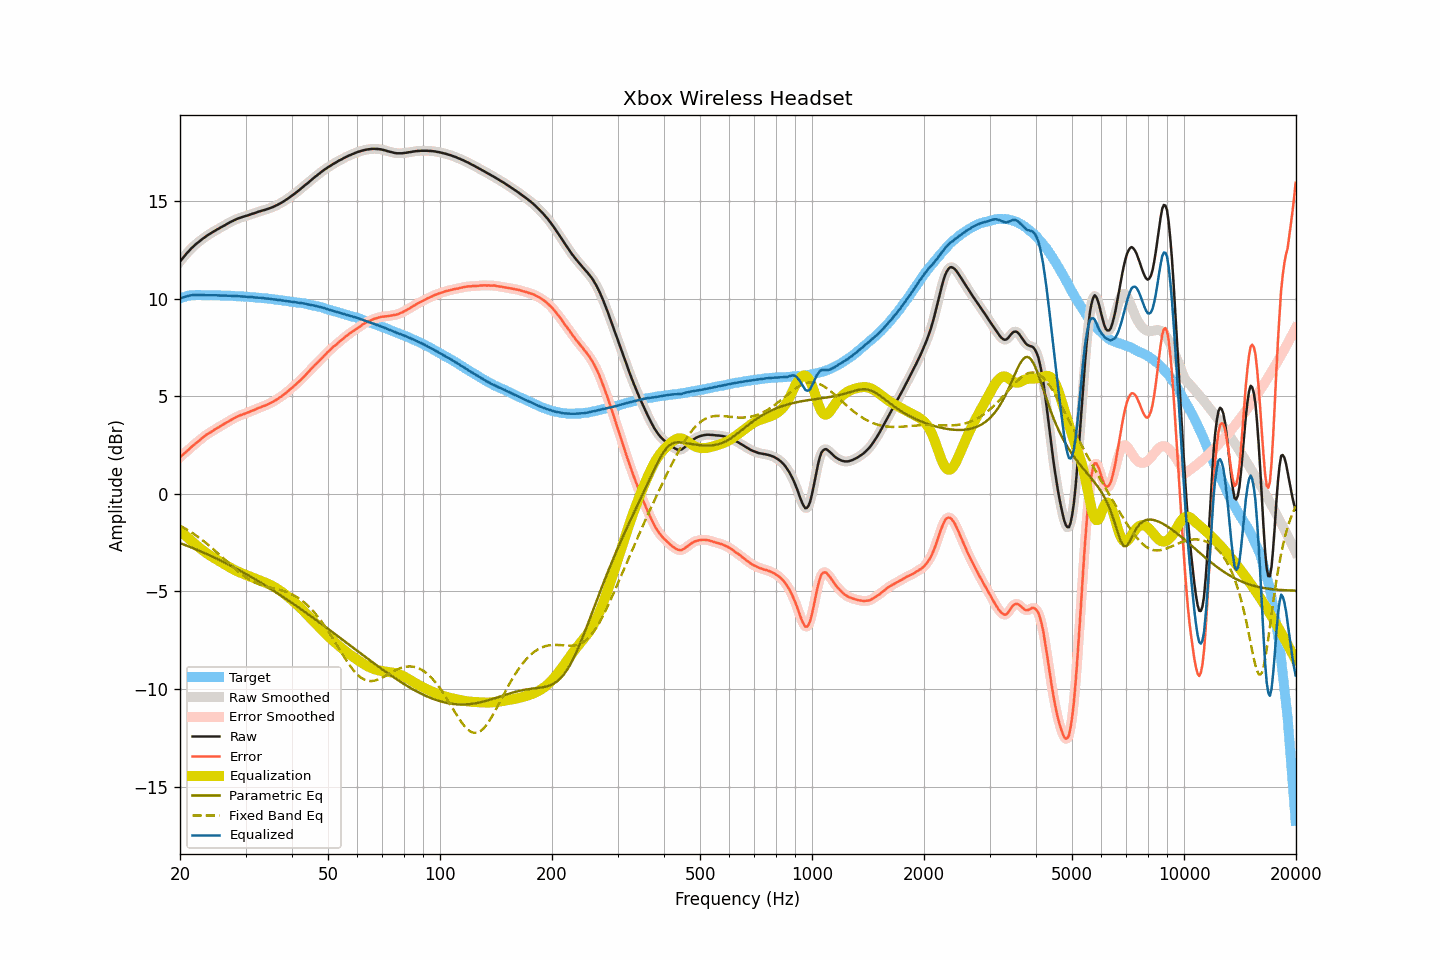 Xbox Wireless Headset
Amplitude (dBr)
15
10
5
0
−5
−10
−15
Target
Raw Smoothed
Error Smoothed
Raw
Error
Equalization
Parametric Eq
Fixed Band Eq
Equalized
20 50 100 200 500 1000 2000 5000 10000 20000
Frequency (Hz)